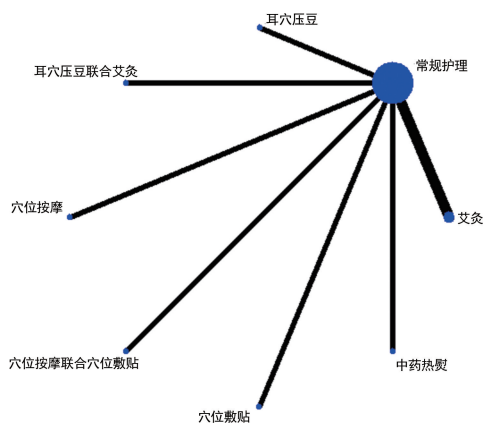 耳穴压豆
常规护理
耳穴压豆联合艾灸
穴位按摩
艾灸
穴位按摩联合穴位敷贴
中药热熨
穴位敷贴